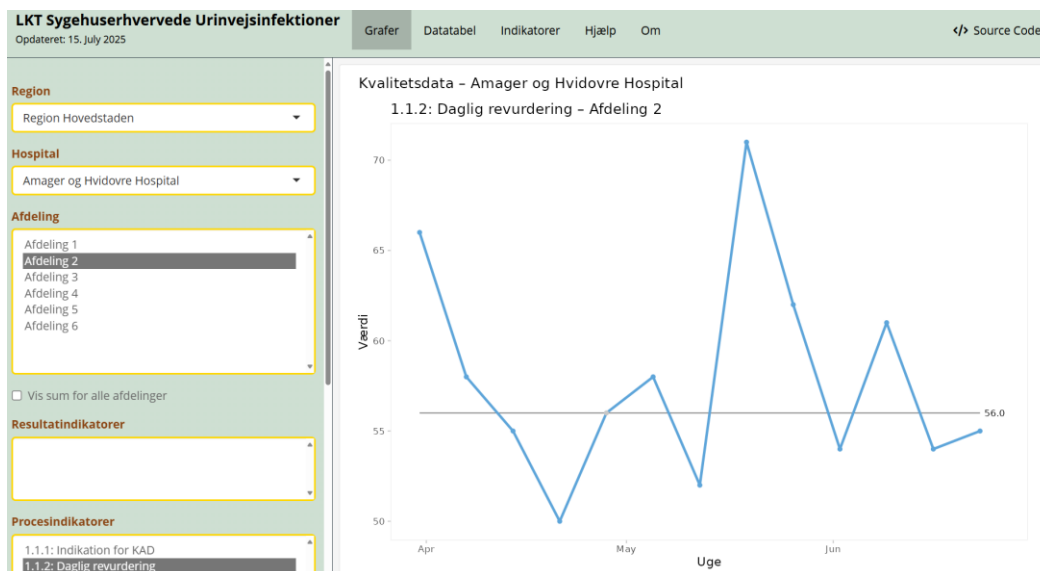 LKT Sygehuserhvervede Urinvejsinfektioner
Opdateret: 15. July 2025
Grafer
Datatabel
Indikatorer
Hjælp
Om
</> Source Code
Region
Region Hovedstaden
Hospital
Amager og Hvidovre Hospital
Afdeling
Afdeling 1
Afdeling 2
Afdeling 3
Afdeling 4
Afdeling 5
Afdeling 6
Vis sum for alle afdelinger
Resultatindikatorer
Procesindikatorer
1.1.1: Indikation for KAD
1.1.2: Daglig revurdering
Kvalitetsdata – Amager og Hvidovre Hospital
1.1.2: Daglig revurdering – Afdeling 2
Værdi
70
65
60
55
50
56.0
Apr
May
Jun
Uge